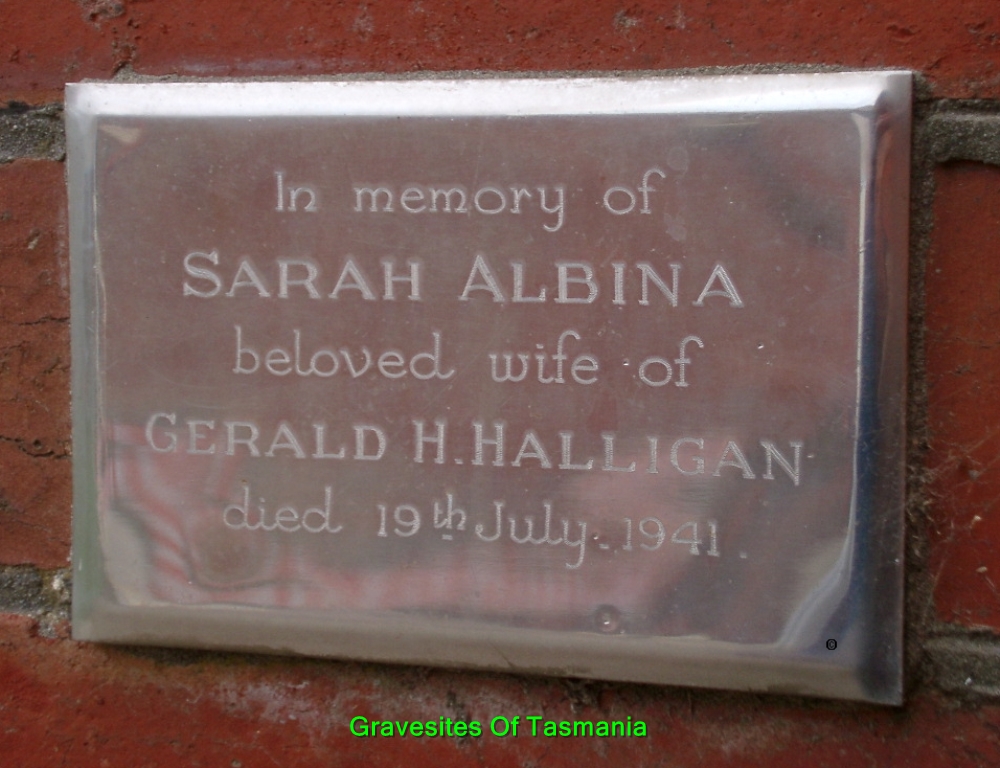 In memory of
SARAH ALBINA
beloved wife of
GERALD H. HALLIGAN
died 19th July. 1941.
©
Gravesites Of Tasmania